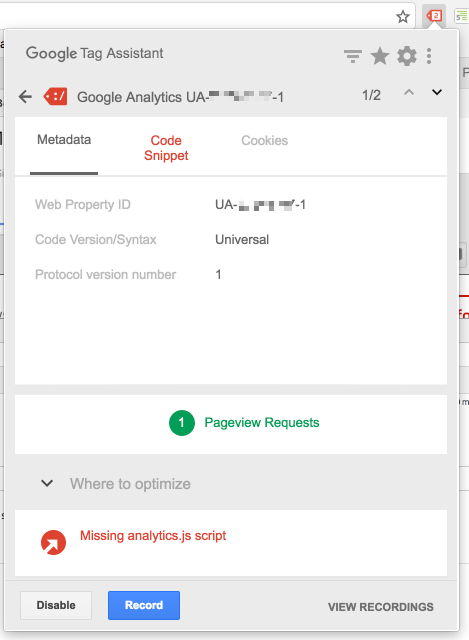 2
Google Tag Assistant
:/ Google Analytics UA- -1 1/2
Metadata Code Snippet Cookies
Web Property ID UA- -1
Code Version/Syntax Universal
Protocol version number 1
1 Pageview Requests
Where to optimize
Missing analytics.js script
Disable Record VIEW RECORDINGS